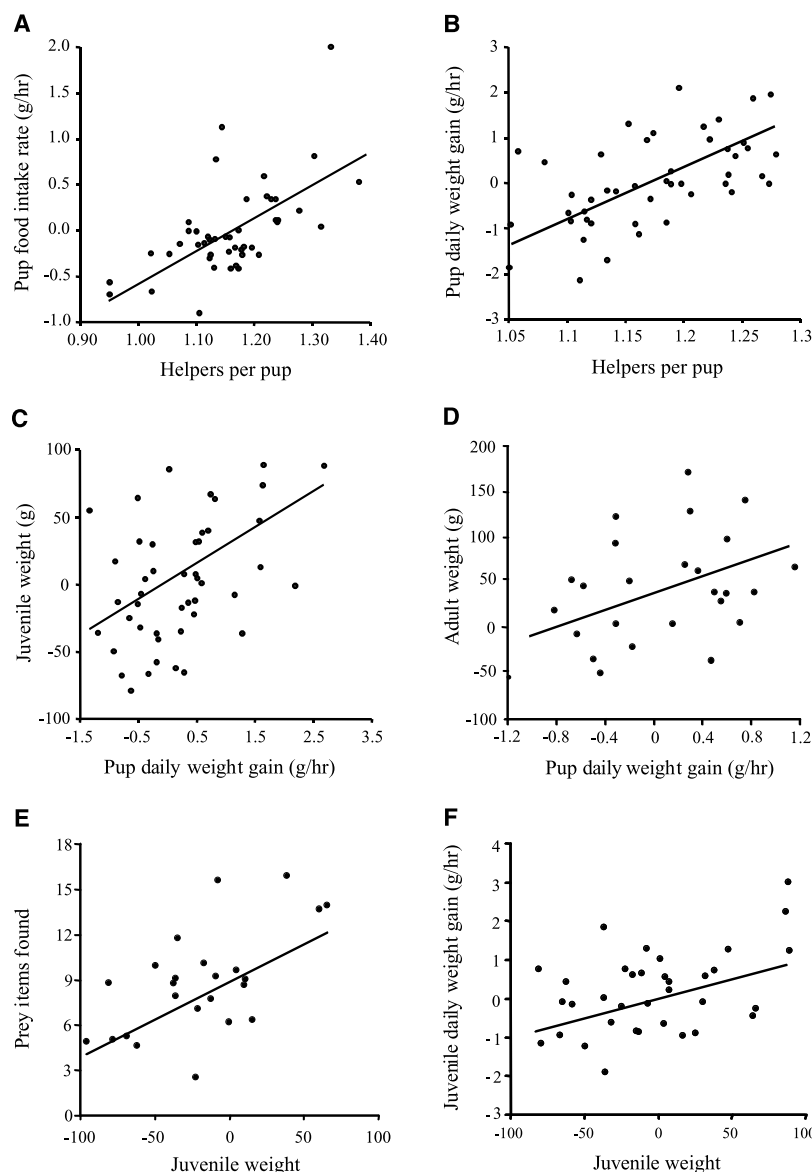 A
Pup food intake rate (g/hr)
2.0
1.5
1.0
0.5
0.0
-0.5
-1.0
0.90 1.00 1.10 1.20 1.30 1.40
Helpers per pup
B
Pup daily weight gain (g/hr)
3
2
1
0
-1
-2
-3
1.05 1.1 1.15 1.2 1.25 1.3
Helpers per pup
C
Juvenile weight (g)
100
50
0
-50
-100
-1.5 -0.5 0.5 1.5 2.5 3.5
Pup daily weight gain (g/hr)
D
Adult weight (g)
200
150
100
50
0
-50
-100
-1.2 -0.8 -0.4 0 0.4 0.8 1.2
Pup daily weight gain (g/hr)
E
Prey items found
18
15
12
9
6
3
0
-100 -50 0 50 100
Juvenile weight
F
Juvenile daily weight gain (g/hr)
4
3
2
1
0
-1
-2
-3
-100 -50 0 50 100
Juvenile weight